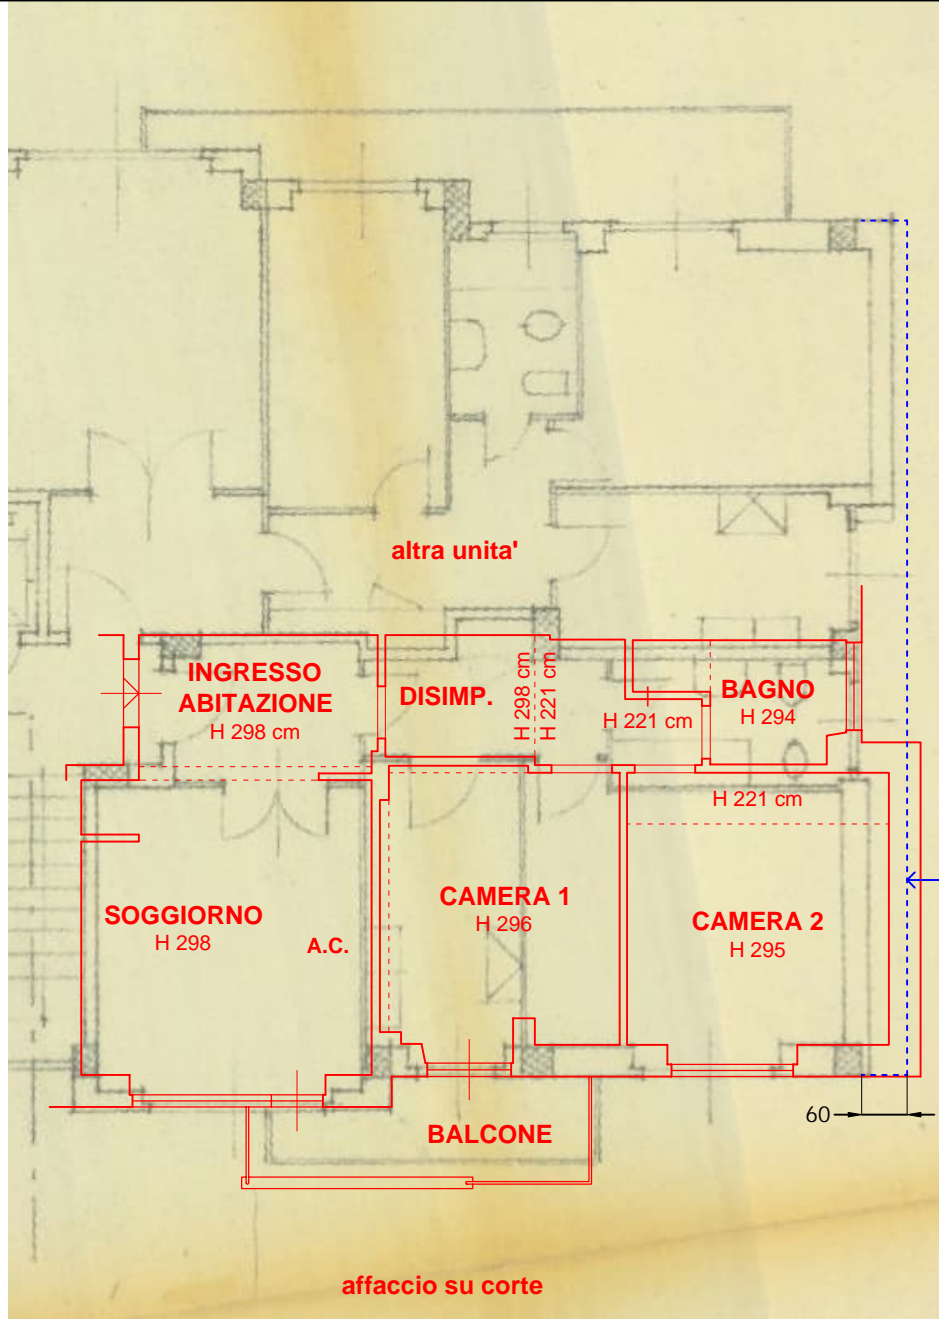 altra unita'
INGRESSO
ABITAZIONE
H 298 cm
DISIMP.
H 298 cm
H 221 cm
H 221 cm
BAGNO
H 294
H 221 cm
SOGGIORNO
H 298
A.C.
CAMERA 1
H 296
CAMERA 2
H 295
60
BALCONE
affaccio su corte